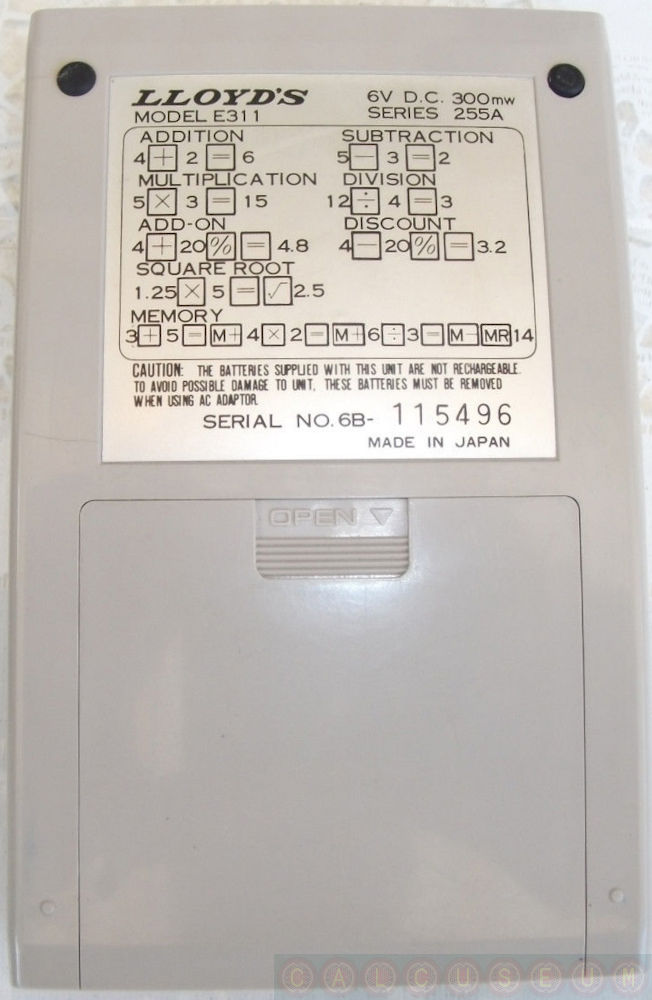 LLOYD'S 6V D.C. 300mw
MODEL E311 SERIES 255A
ADDITION SUBTRACTION
4 + 2 = 6 5 − 3 = 2
MULTIPLICATION DIVISION
5 × 3 = 15 12 ÷ 4 = 3
ADD-ON DISCOUNT
4 + 20 % = 4.8 4 − 20 % = 3.2
SQUARE ROOT
1.25 × 5 = √ 2.5
MEMORY
3 + 5 = M+ 4 × 2 = M+ 6 ÷ 3 = M− MR 14
CAUTION: THE BATTERIES SUPPLIED WITH THIS UNIT ARE NOT RECHARGEABLE.
TO AVOID POSSIBLE DAMAGE TO UNIT, THESE BATTERIES MUST BE REMOVED
WHEN USING AC ADAPTOR.
SERIAL NO. 6B- 115496
MADE IN JAPAN
OPEN ▽
CALCUSEUM